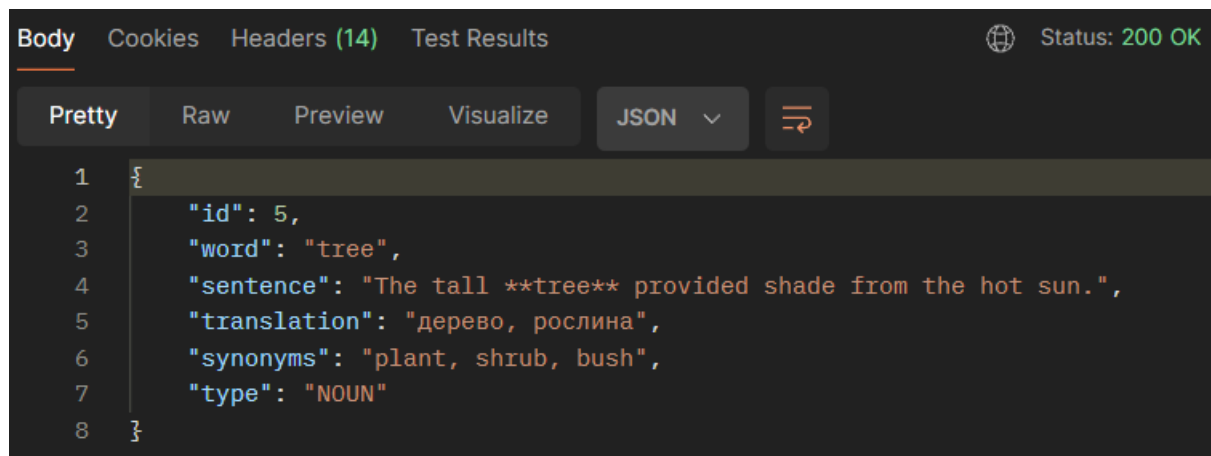 Body Cookies Headers (14) Test Results Status: 200 OK
Pretty Raw Preview Visualize JSON
1 {
2 "id": 5,
3 "word": "tree",
4 "sentence": "The tall **tree** provided shade from the hot sun.",
5 "translation": "дерево, рослина",
6 "synonyms": "plant, shrub, bush",
7 "type": "NOUN"
8 }